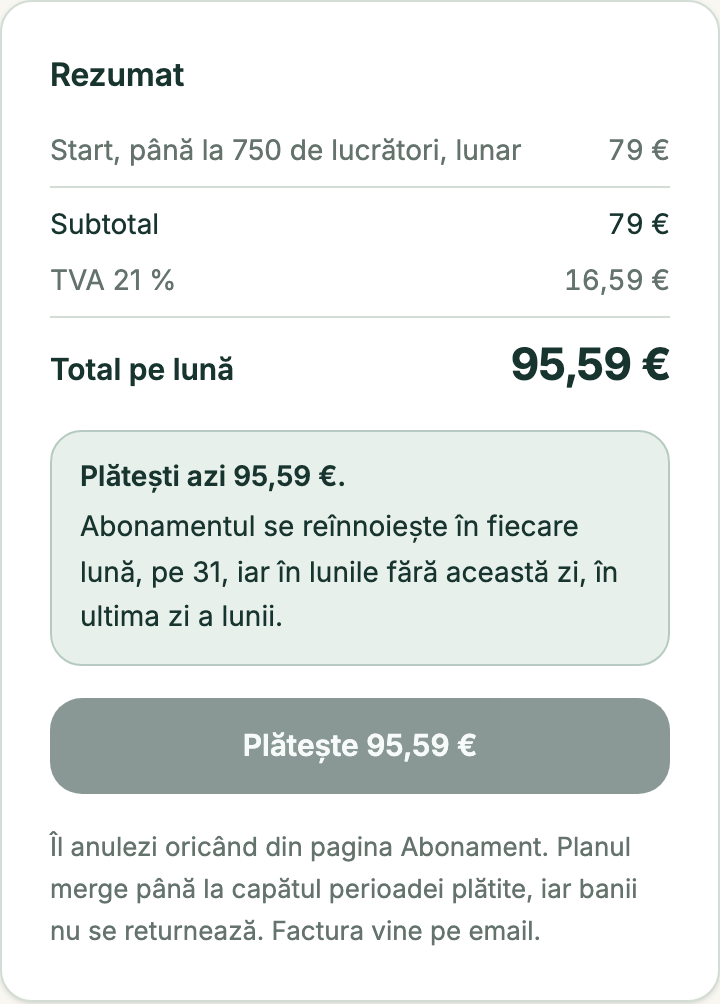 Rezumat
Start, până la 750 de lucrători, lunar 79 €
Subtotal 79 €
TVA 21 % 16,59 €
Total pe lună 95,59 €
Plătești azi 95,59 €.
Abonamentul se reînnoiește în fiecare
lună, pe 31, iar în lunile fără această zi, în
ultima zi a lunii.
Plătește 95,59 €
Îl anulezi oricând din pagina Abonament. Planul
merge până la capătul perioadei plătite, iar banii
nu se returnează. Factura vine pe email.